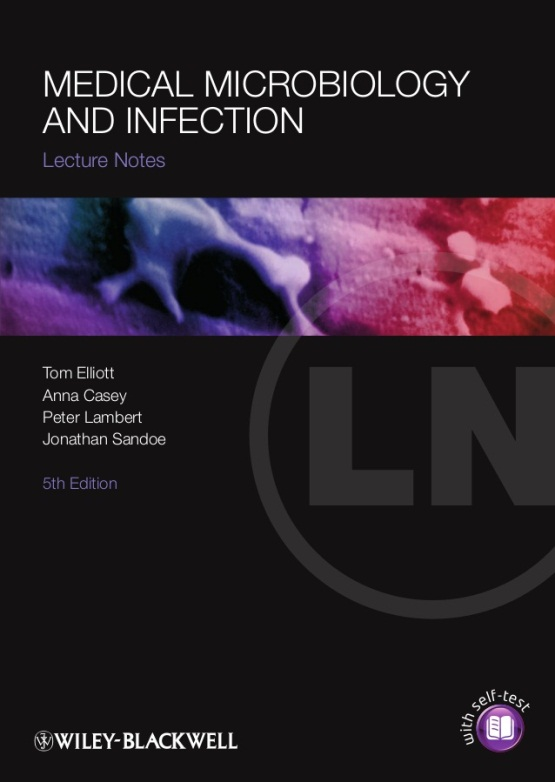 MEDICAL MICROBIOLOGY
AND INFECTION
Lecture Notes
LN
Tom Elliott
Anna Casey
Peter Lambert
Jonathan Sandoe
5th Edition
with self-test
WILEY-BLACKWELL